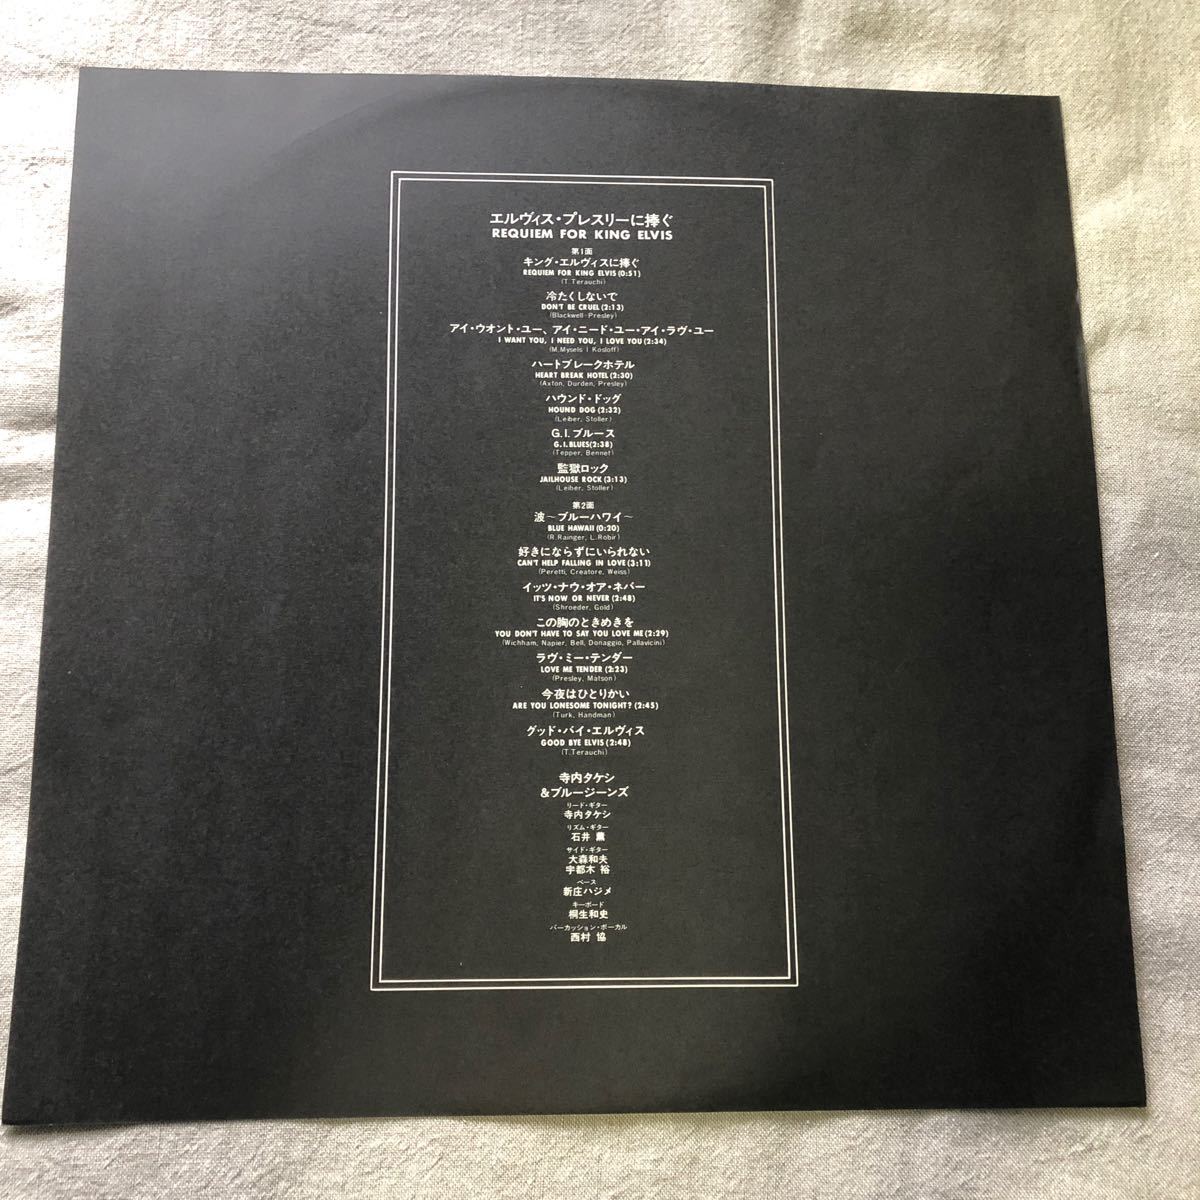 エルヴィス・プレスリーに捧ぐ
REQUIEM FOR KING ELVIS
第1面
キング・エルヴィスに捧ぐ
REQUIEM FOR KING ELVIS (0:51)
(T.Terauchi)
冷たくしないで
DON'T BE CRUEL (2:13)
(Blackwell-Presley)
アイ・ウオント・ユー、アイ・ニード・ユー・アイ・ラヴ・ユー
I WANT YOU, I NEED YOU, I LOVE YOU (2:34)
(M.Mysels I Kosloff)
ハートブレークホテル
HEART BREAK HOTEL (2:30)
(Axton, Durden, Presley)
ハウンド・ドッグ
HOUND DOG (2:32)
(Leiber, Stoller)
G.I.ブルース
G.I.BLUES (2:38)
(Tepper, Bennet)
監獄ロック
JAILHOUSE ROCK (3:13)
(Leiber, Stoller)
第2面
波～ブルーハワイ～
BLUE HAWAII (0:20)
(R.Rainger, L.Robir)
好きにならずにいられない
CAN'T HELP FALLING IN LOVE (3:11)
(Peretti, Creatore, Weiss)
イッツ・ナウ・オア・ネバー
IT'S NOW OR NEVER (2:48)
(Shroeder, Gold)
この胸のときめきを
YOU DON'T HAVE TO SAY YOU LOVE ME (2:29)
(Wichham, Napier, Bell, Donaggio, Pallavicini)
ラヴ・ミー・テンダー
LOVE ME TENDER (2:23)
(Presley, Matson)
今夜はひとりかい
ARE YOU LONESOME TONIGHT? (2:45)
(Turk, Handman)
グッド・バイ・エルヴィス
GOOD BYE ELVIS (2:48)
(T.Terauchi)
寺内タケシ
&ブルージーンズ
リード・ギター
寺内タケシ
リズム・ギター
石井 薫
サイド・ギター
大森和夫
宇都木 裕
ベース
新庄ハジメ
キーボード
桐生和史
パーカッション・ボーカル
西村 協